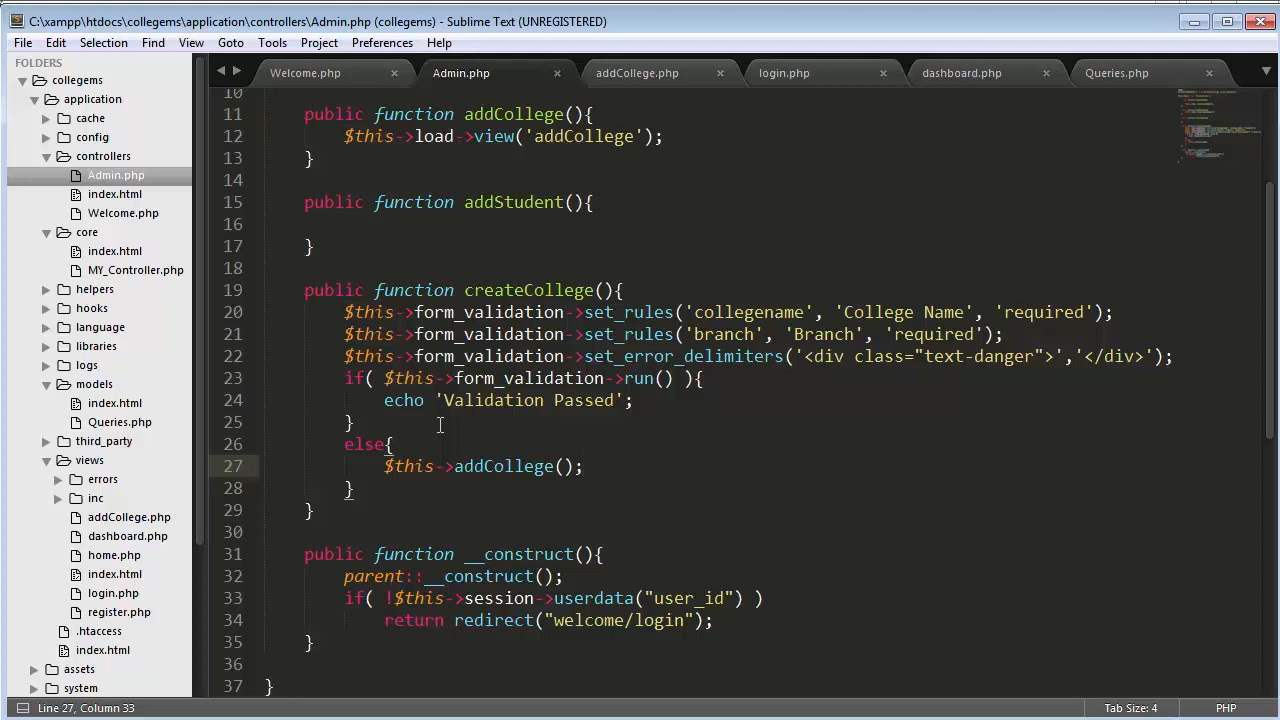 C:\xampp\htdocs\collegems\application\controllers\Admin.php (collegems) - Sublime Text (UNREGISTERED)
File Edit Selection Find View Goto Tools Project Preferences Help
FOLDERS
collegems
application
cache
config
controllers
Admin.php
index.html
Welcome.php
core
index.html
MY_Controller.php
helpers
hooks
language
libraries
logs
models
index.html
Queries.php
third_party
views
errors
inc
addCollege.php
dashboard.php
home.php
index.html
login.php
register.php
.htaccess
index.html
assets
system
Welcome.php Admin.php addCollege.php login.php dashboard.php Queries.php
10
11 public function addCollege(){
12 $this->load->view('addCollege');
13 }
14
15 public function addStudent(){
16
17 }
18
19 public function createCollege(){
20 $this->form_validation->set_rules('collegename', 'College Name', 'required');
21 $this->form_validation->set_rules('branch', 'Branch', 'required');
22 $this->form_validation->set_error_delimiters('<div class="text-danger">','</div>');
23 if( $this->form_validation->run() ){
24 echo 'Validation Passed';
25 }
26 else{
27 $this->addCollege();
28 }
29 }
30
31 public function __construct(){
32 parent::__construct();
33 if( !$this->session->userdata("user_id") )
34 return redirect("welcome/login");
35 }
36
37 }
Line 27, Column 33 Tab Size: 4 PHP